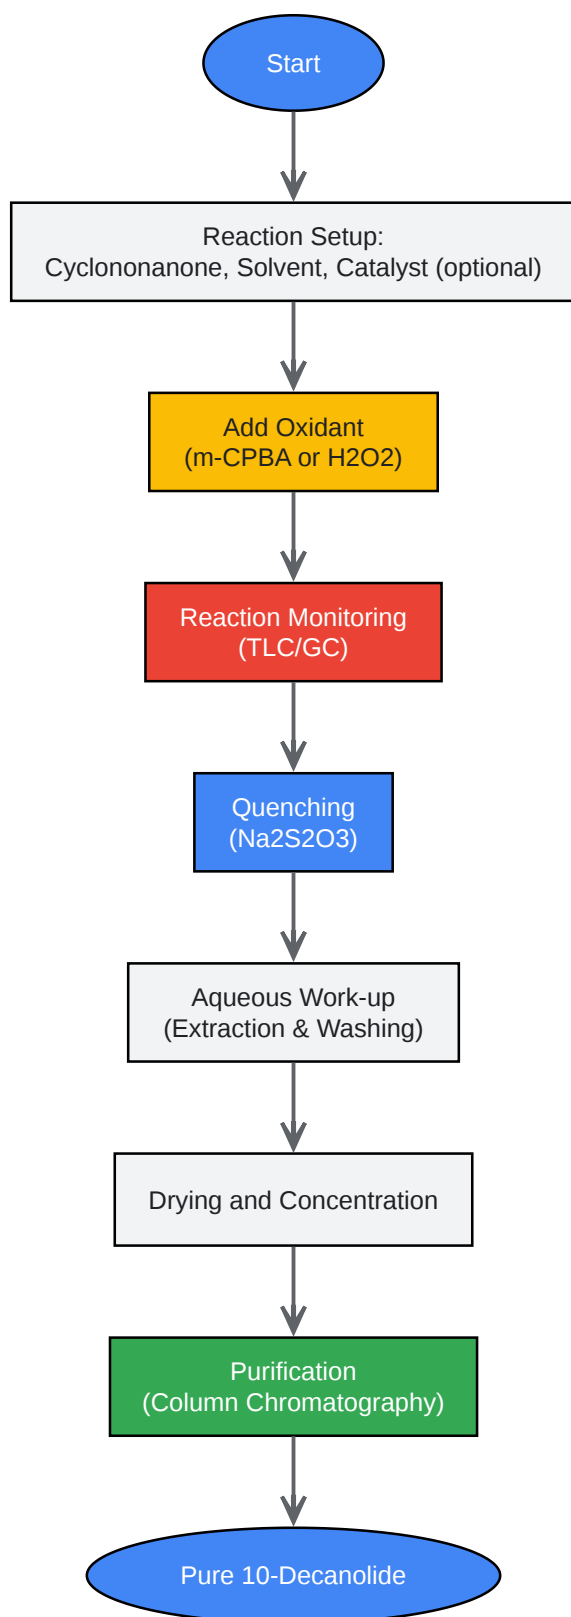 Start
Reaction Setup:
Cyclononanone, Solvent, Catalyst (optional)
Add Oxidant
(m-CPBA or H2O2)
Reaction Monitoring
(TLC/GC)
Quenching
(Na2S2O3)
Aqueous Work-up
(Extraction & Washing)
Drying and Concentration
Purification
(Column Chromatography)
Pure 10-Decanolide